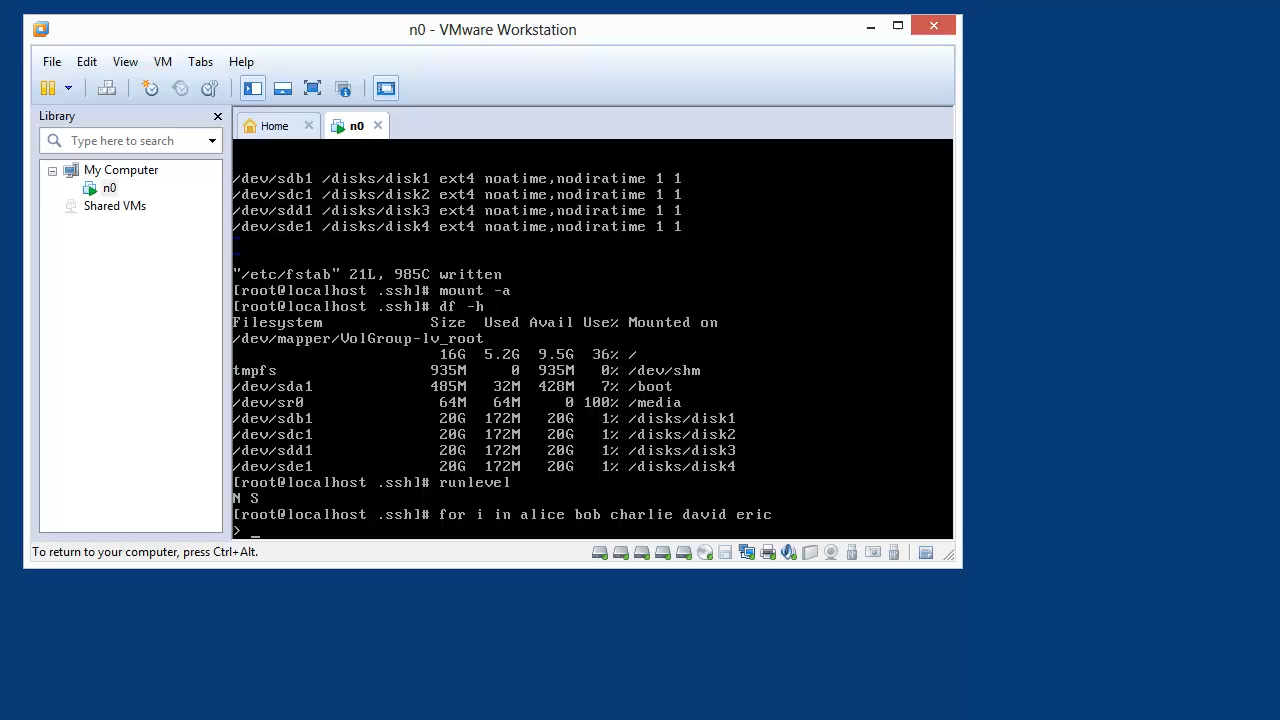 n0 - VMware Workstation
File Edit View VM Tabs Help
Library
Home n0
Type here to search
My Computer
n0
Shared VMs
/dev/sdb1 /disks/disk1 ext4 noatime,nodiratime 1 1
/dev/sdc1 /disks/disk2 ext4 noatime,nodiratime 1 1
/dev/sdd1 /disks/disk3 ext4 noatime,nodiratime 1 1
/dev/sde1 /disks/disk4 ext4 noatime,nodiratime 1 1
~
~
"/etc/fstab" 21L, 985C written
[root@localhost .ssh]# mount -a
[root@localhost .ssh]# df -h
Filesystem Size Used Avail Use% Mounted on
/dev/mapper/VolGroup-lv_root
16G 5.2G 9.5G 36% /
tmpfs 935M 0 935M 0% /dev/shm
/dev/sda1 485M 32M 428M 7% /boot
/dev/sr0 64M 64M 0 100% /media
/dev/sdb1 20G 172M 20G 1% /disks/disk1
/dev/sdc1 20G 172M 20G 1% /disks/disk2
/dev/sdd1 20G 172M 20G 1% /disks/disk3
/dev/sde1 20G 172M 20G 1% /disks/disk4
[root@localhost .ssh]# runlevel
N S
[root@localhost .ssh]# for i in alice bob charlie david eric
> _
To return to your computer, press Ctrl+Alt.